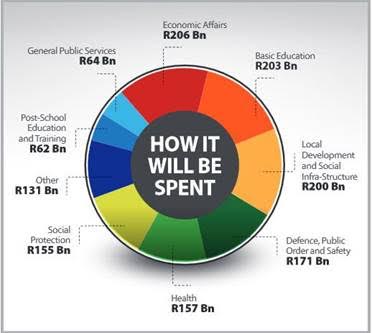 Economic Affairs
R206 Bn
General Public Services
R64 Bn
Basic Education
R203 Bn
Post-School
Education
and Training
R62 Bn
HOW IT
WILL BE
SPENT
Local
Development
and Social
Infra-Structure
R200 Bn
Other
R131 Bn
Social
Protection
R155 Bn
Defence, Public
Order and Safety
R171 Bn
Health
R157 Bn